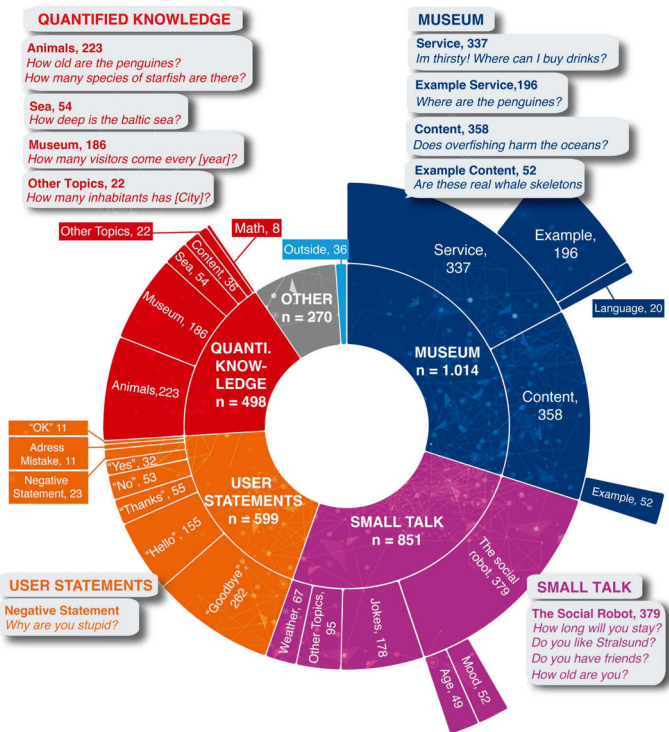 QUANTIFIED KNOWLEDGE
Animals, 223
How old are the penguines?
How many species of starfish are there?
Sea, 54
How deep is the baltic sea?
Museum, 186
How many visitors come every [year]?
Other Topics, 22
How many inhabitants has [City]?
MUSEUM
Service, 337
Im thirsty! Where can I buy drinks?
Example Service,196
Where are the penguines?
Content, 358
Does overfishing harm the oceans?
Example Content, 52
Are these real whale skeletons
Other Topics, 22
Math, 8
Outside, 36
Content, 36
Sea, 54
Museum, 186
Animals,223
OTHER
n = 270
QUANTI.
KNOW-
LEDGE
n = 498
MUSEUM
n = 1.014
Service,
337
Example,
196
Language, 20
Content,
358
Example, 52
"OK" 11
Adress
Mistake, 11
Negative
Statement, 23
"Yes", 32
"No", 53
"Thanks", 55
"Hello", 155
"Goodbye",
262
USER
STATEMENTS
n = 599
SMALL TALK
n = 851
The social
robot, 379
Weather, 67
Other Topics,
95
Jokes, 178
Age, 49
Mood, 52
USER STATEMENTS
Negative Statement
Why are you stupid?
SMALL TALK
The Social Robot, 379
How long will you stay?
Do you like Stralsund?
Do you have friends?
How old are you?